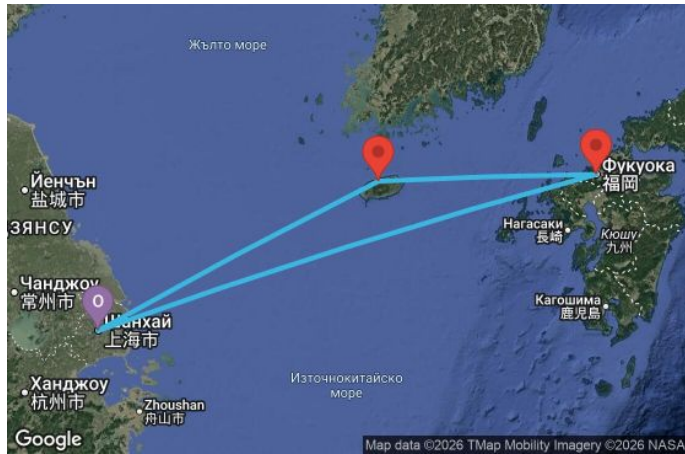 Жълто море
Йенчън
盐城市
ЗЯНСУ
Чанджоу
常州市
O
Шанхай
上海市
Ханджоу
杭州市
Zhoushan
舟山市
Източнокитайско
море
Фукуока
福岡
Нагасаки
長崎
Кюшу
九州
Кагошима
鹿児島
Google
Map data ©2026 TMap Mobility Imagery ©2026 NASA